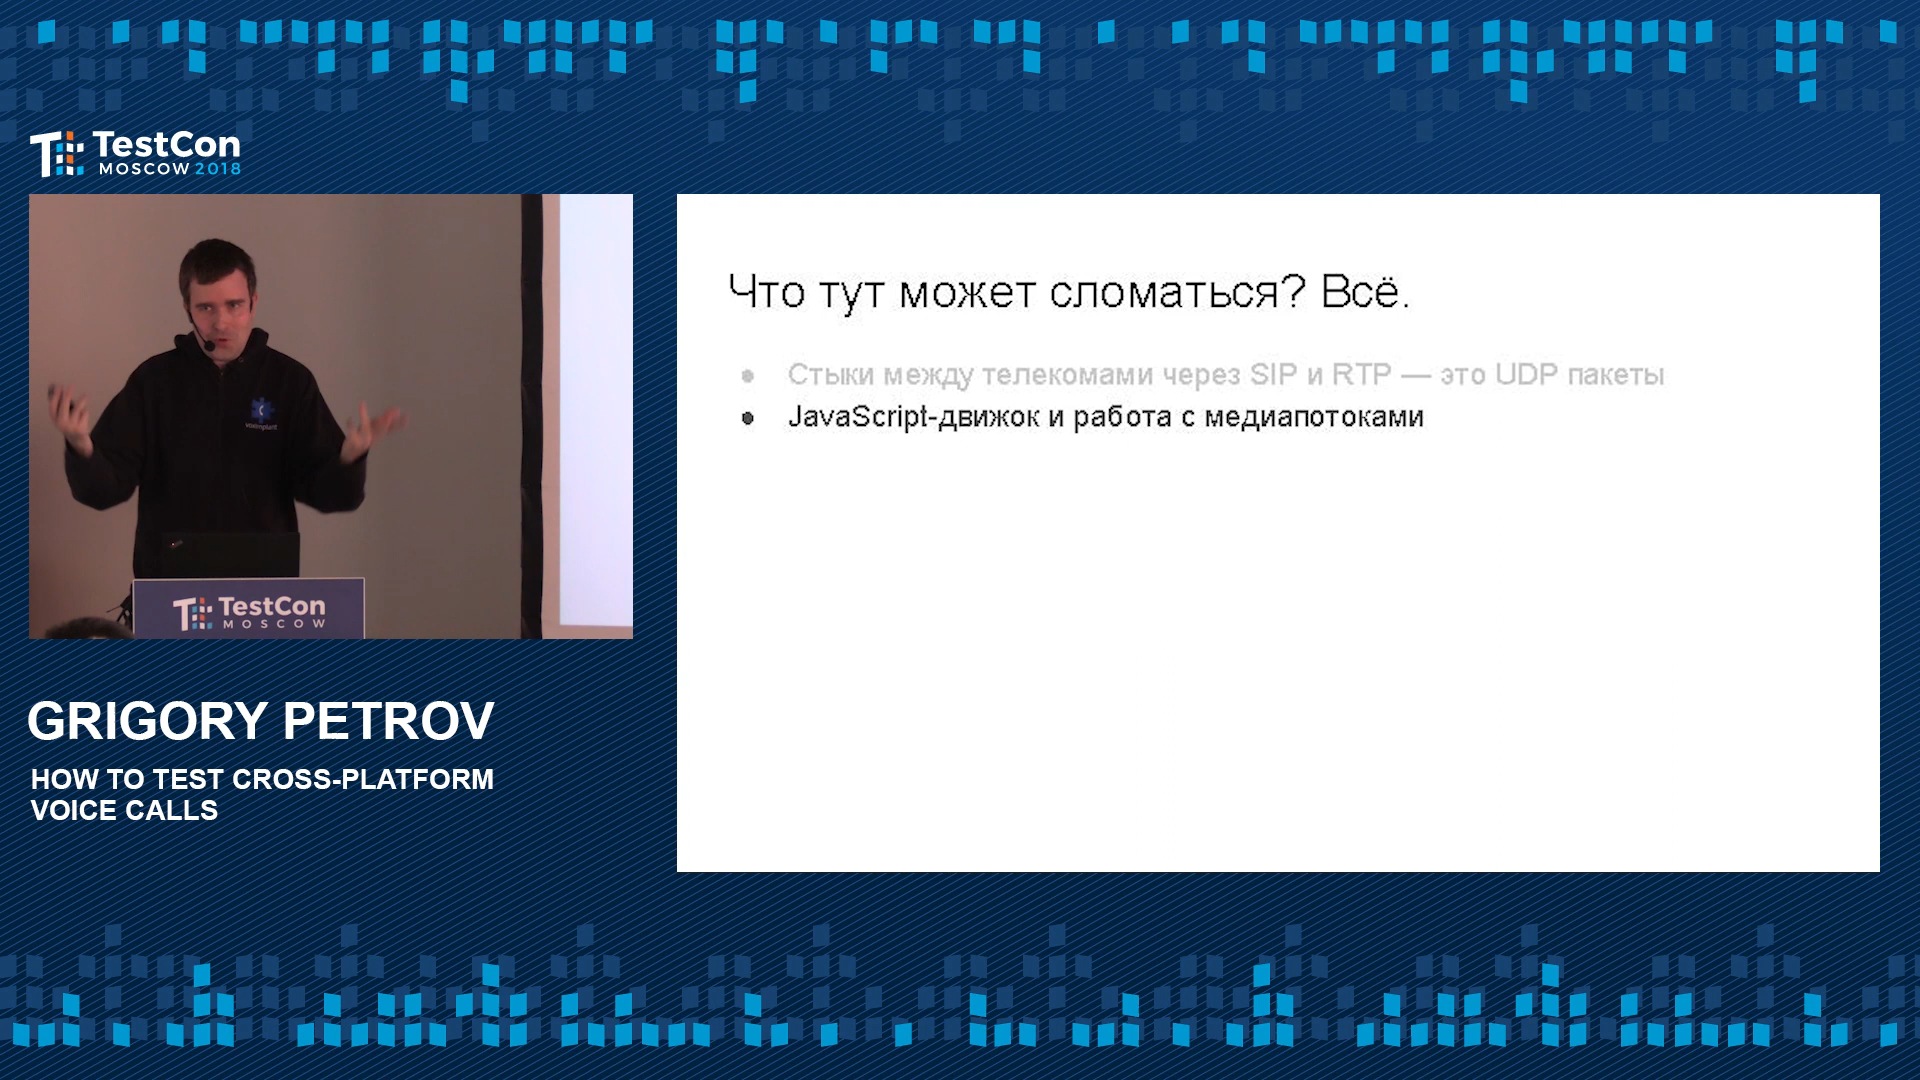 TestCon
MOSCOW 2018
Что тут может сломаться? Всё.
Стыки между телекомами через SIP и RTP — это UDP пакеты
JavaScript-движок и работа с медиапотоками
voximplant
TestCon
MOSCOW
GRIGORY PETROV
HOW TO TEST CROSS-PLATFORM
VOICE CALLS